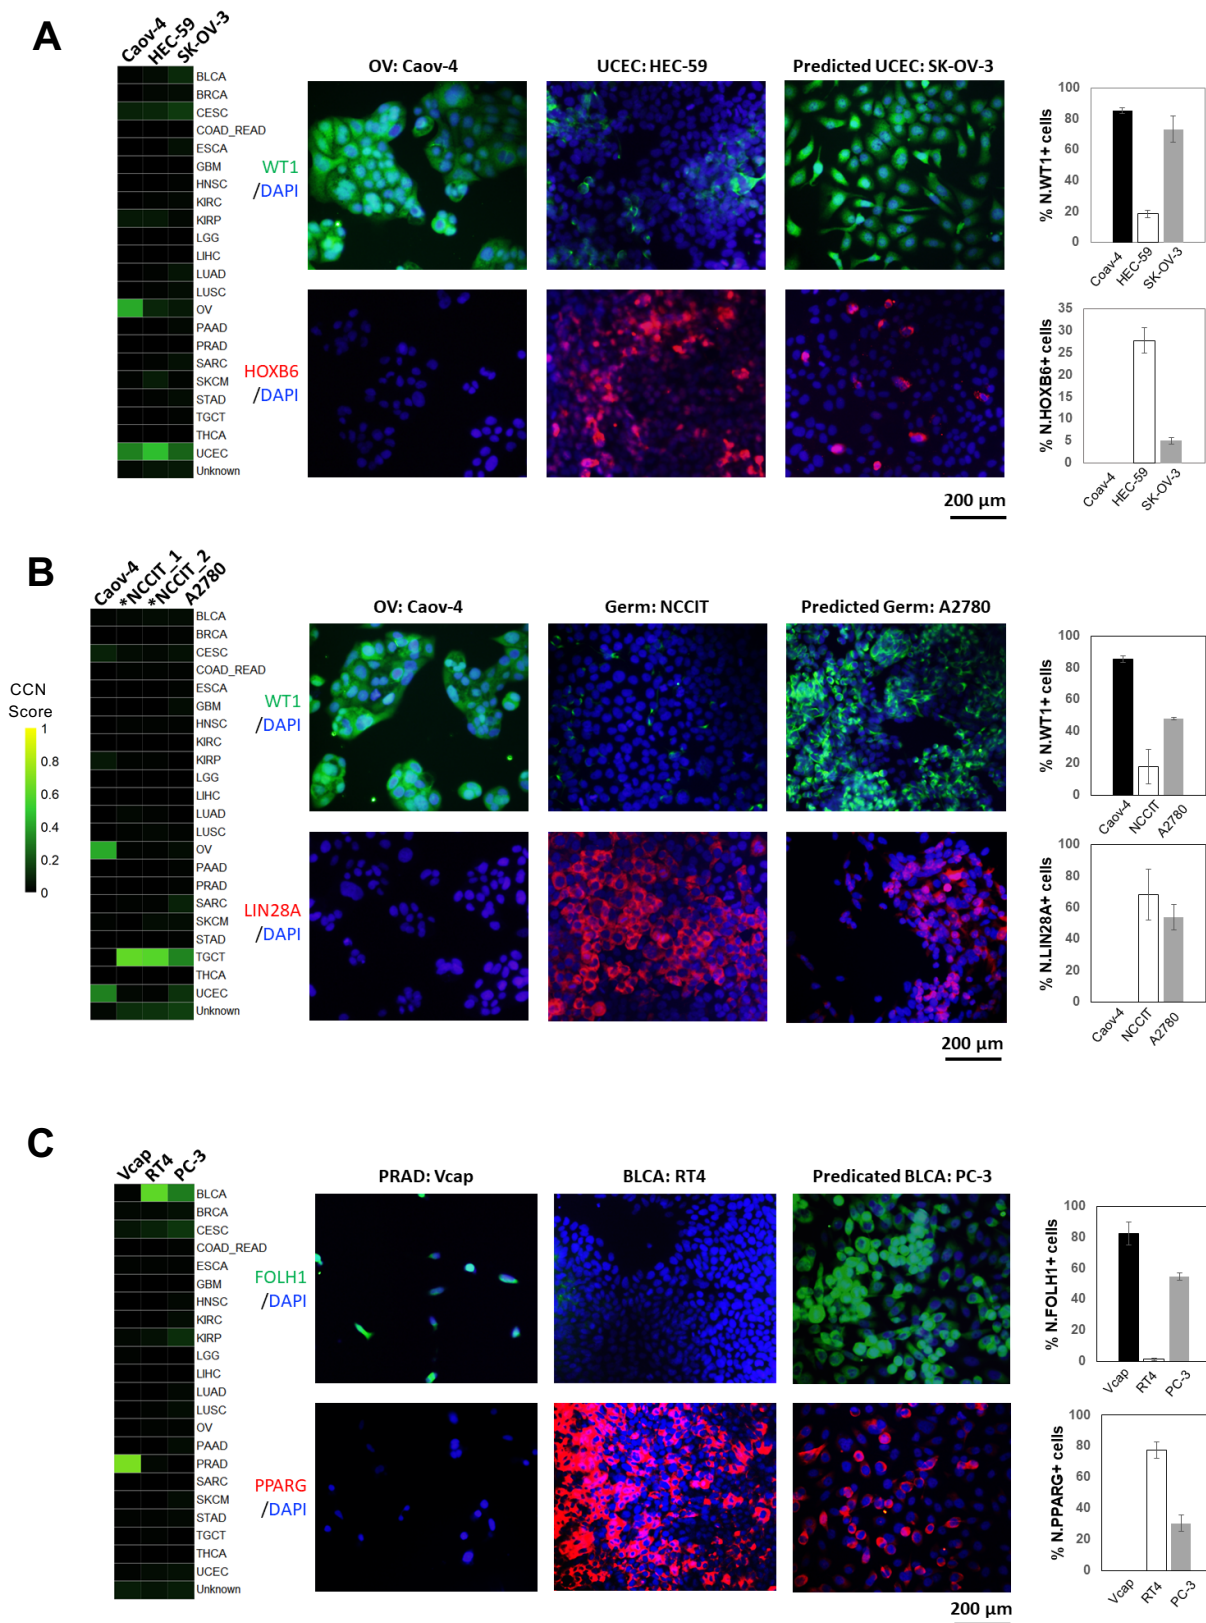 A
Caov-4
HEC-59
SK-OV-3
BLCA
BRCA
CESC
COAD_READ
ESCA
GBM
HNSC
KIRC
KIRP
LGG
LIHC
LUAD
LUSC
OV
PAAD
PRAD
SARC
SKCM
STAD
TGCT
THCA
UCEC
Unknown
OV: Caov-4
UCEC: HEC-59
Predicted UCEC: SK-OV-3
WT1
/DAPI
HOXB6
/DAPI
200 μm
% N.WT1+ cells
100
80
60
40
20
0
Coav-4
HEC-59
SK-OV-3
% N.HOXB6+ cells
35
30
25
20
15
10
5
0
Coav-4
HEC-59
SK-OV-3
B
Caov-4
*NCCIT_1
*NCCIT_2
A2780
CCN
Score
1
0.8
0.6
0.4
0.2
0
BLCA
BRCA
CESC
COAD_READ
ESCA
GBM
HNSC
KIRC
KIRP
LGG
LIHC
LUAD
LUSC
OV
PAAD
PRAD
SARC
SKCM
STAD
TGCT
THCA
UCEC
Unknown
OV: Caov-4
Germ: NCCIT
Predicted Germ: A2780
WT1
/DAPI
LIN28A
/DAPI
200 μm
% N.WT1+ cells
100
80
60
40
20
0
Caov-4
NCCIT
A2780
% N.LIN28A+ cells
100
80
60
40
20
0
Caov-4
NCCIT
A2780
C
Vcap
RT4
PC-3
BLCA
BRCA
CESC
COAD_READ
ESCA
GBM
HNSC
KIRC
KIRP
LGG
LIHC
LUAD
LUSC
OV
PAAD
PRAD
SARC
SKCM
STAD
TGCT
THCA
UCEC
Unknown
PRAD: Vcap
BLCA: RT4
Predicated BLCA: PC-3
FOLH1
/DAPI
PPARG
/DAPI
200 μm
% N.FOLH1+ cells
100
80
60
40
20
0
Vcap
RT4
PC-3
% N.PPARG+ cells
100
80
60
40
20
0
Vcap
RT4
PC-3